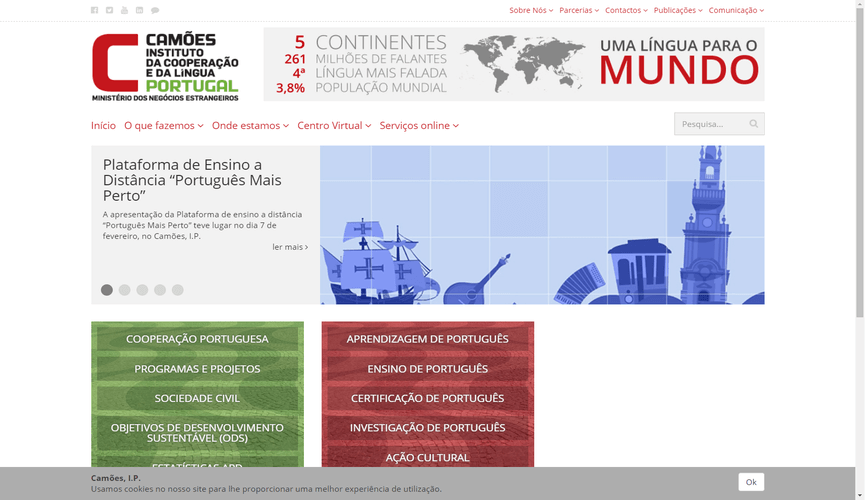 Sobre Nós
Parcerias
Contactos
Publicações
Comunicação
CAMÕES
INSTITUTO
DA COOPERAÇÃO
E DA LÍNGUA
PORTUGAL
MINISTÉRIO DOS NEGÓCIOS ESTRANGEIROS
5 CONTINENTES
261 MILHÕES DE FALANTES
4ª LÍNGUA MAIS FALADA
3,8% POPULAÇÃO MUNDIAL
UMA LÍNGUA PARA O
MUNDO
Início
O que fazemos
Onde estamos
Centro Virtual
Serviços online
Pesquisa...
Plataforma de Ensino a
Distância “Português Mais
Perto”
A apresentação da Plataforma de ensino a distância
“Português Mais Perto” teve lugar no dia 7 de
fevereiro, no Camões, I.P.
ler mais
COOPERAÇÃO PORTUGUESA
PROGRAMAS E PROJETOS
SOCIEDADE CIVIL
OBJETIVOS DE DESENVOLVIMENTO
SUSTENTÁVEL (ODS)
ESTATÍSTICAS APD
APRENDIZAGEM DE PORTUGUÊS
ENSINO DE PORTUGUÊS
CERTIFICAÇÃO DE PORTUGUÊS
INVESTIGAÇÃO DE PORTUGUÊS
AÇÃO CULTURAL
Camões, I.P.
Usamos cookies no nosso site para lhe proporcionar uma melhor experiência de utilização.
Ok